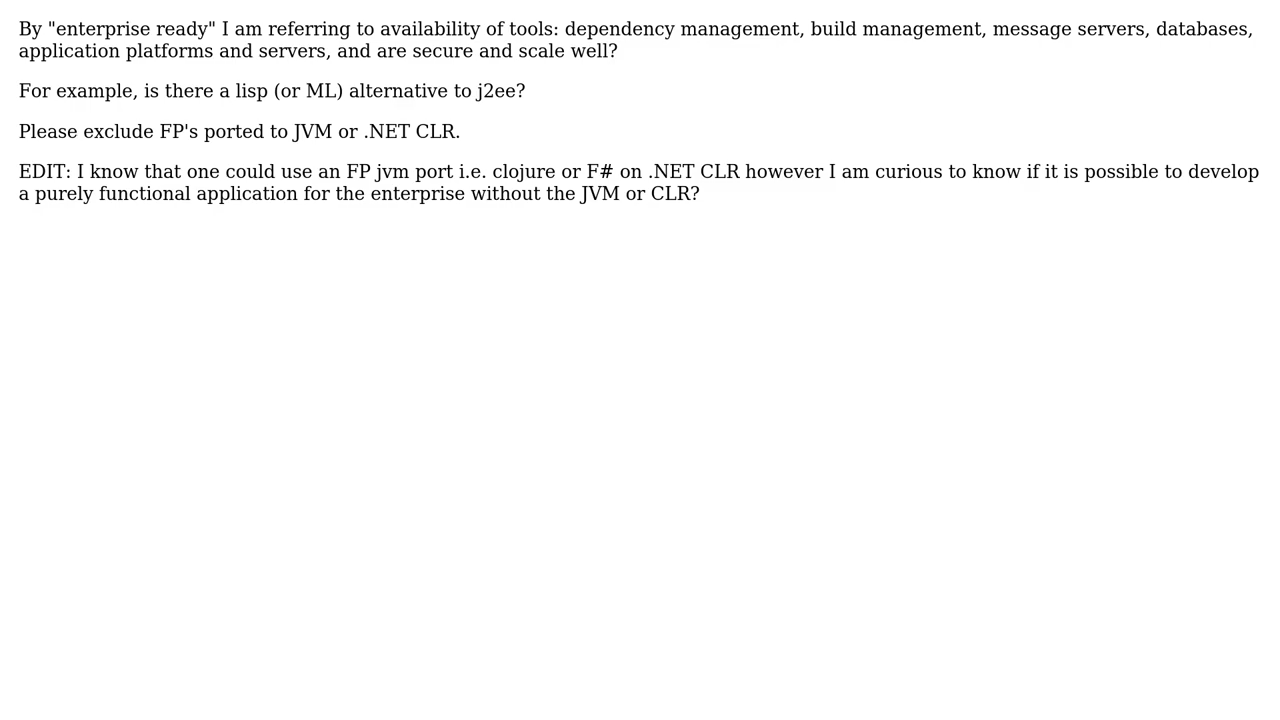 By "enterprise ready" I am referring to availability of tools: dependency management, build management, message servers, databases,
application platforms and servers, and are secure and scale well?
For example, is there a lisp (or ML) alternative to j2ee?
Please exclude FP's ported to JVM or .NET CLR.
EDIT: I know that one could use an FP jvm port i.e. clojure or F# on .NET CLR however I am curious to know if it is possible to develop
a purely functional application for the enterprise without the JVM or CLR?